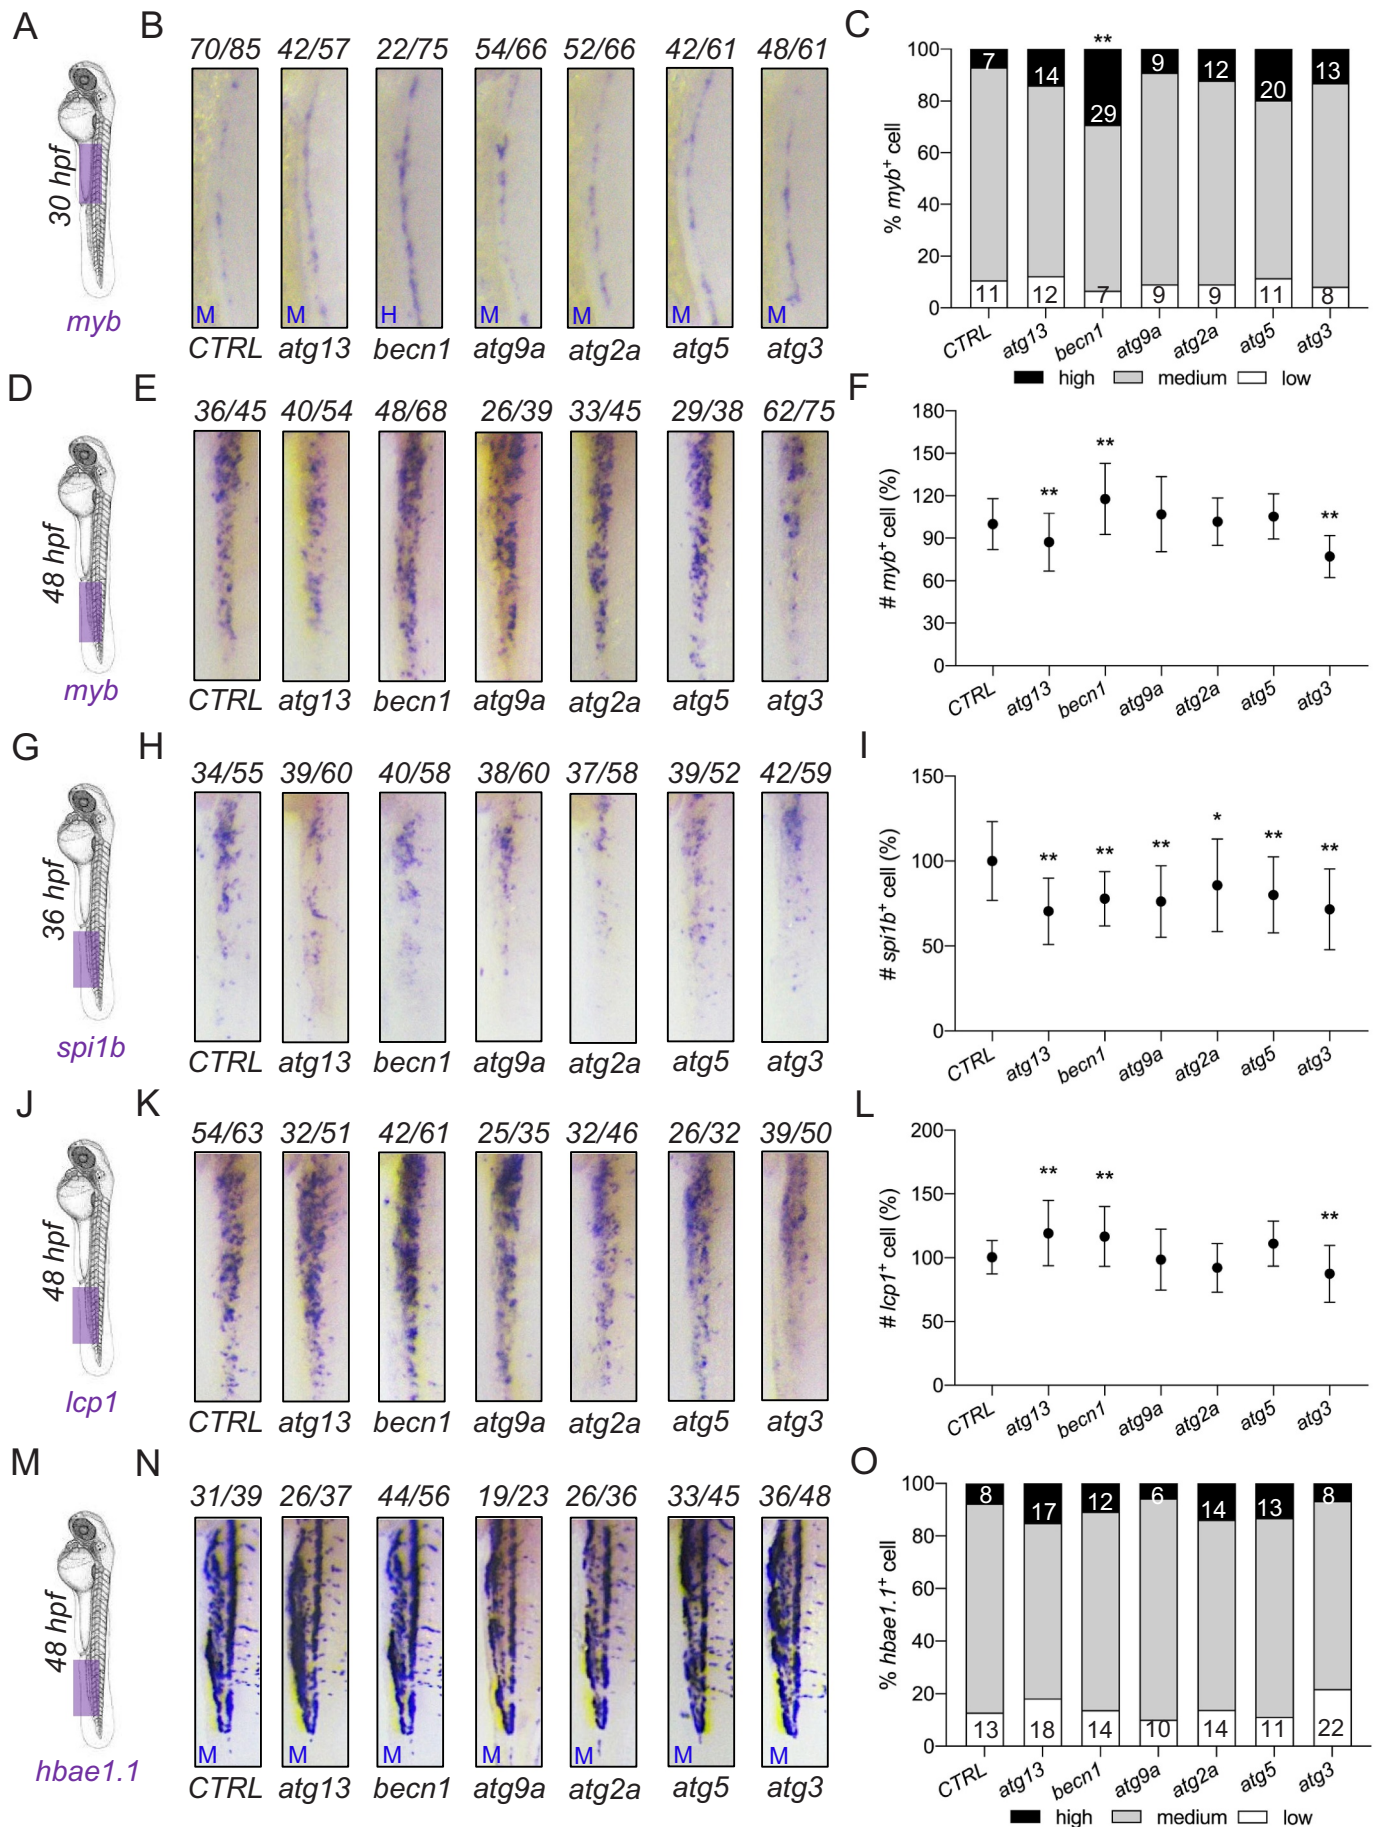 A
B
C
70/85 42/57 22/75 54/66 52/66 42/61 48/61
30 hpf
myb
M M H M M M M
CTRL atg13 becn1 atg9a atg2a atg5 atg3
**
% myb+ cell
100
80
60
40
20
0
7 14 29 9 12 20 13
11 12 7 9 9 11 8
CTRL atg13 becn1 atg9a atg2a atg5 atg3
high medium low
D
E
F
36/45 40/54 48/68 26/39 33/45 29/38 62/75
48 hpf
myb
CTRL atg13 becn1 atg9a atg2a atg5 atg3
# myb+ cell (%)
180
150
120
90
60
30
0
** ** **
CTRL atg13 becn1 atg9a atg2a atg5 atg3
G
H
I
34/55 39/60 40/58 38/60 37/58 39/52 42/59
36 hpf
spi1b
CTRL atg13 becn1 atg9a atg2a atg5 atg3
# spi1b+ cell (%)
150
100
50
0
** ** ** * ** **
CTRL atg13 becn1 atg9a atg2a atg5 atg3
J
K
L
54/63 32/51 42/61 25/35 32/46 26/32 39/50
48 hpf
lcp1
CTRL atg13 becn1 atg9a atg2a atg5 atg3
# lcp1+ cell (%)
200
150
100
50
0
** ** **
CTRL atg13 becn1 atg9a atg2a atg5 atg3
M
N
O
31/39 26/37 44/56 19/23 26/36 33/45 36/48
48 hpf
hbae1.1
M M M M M M M
CTRL atg13 becn1 atg9a atg2a atg5 atg3
% hbae1.1+ cell
100
80
60
40
20
0
8 17 12 6 14 13 8
13 18 14 10 14 11 22
CTRL atg13 becn1 atg9a atg2a atg5 atg3
high medium low